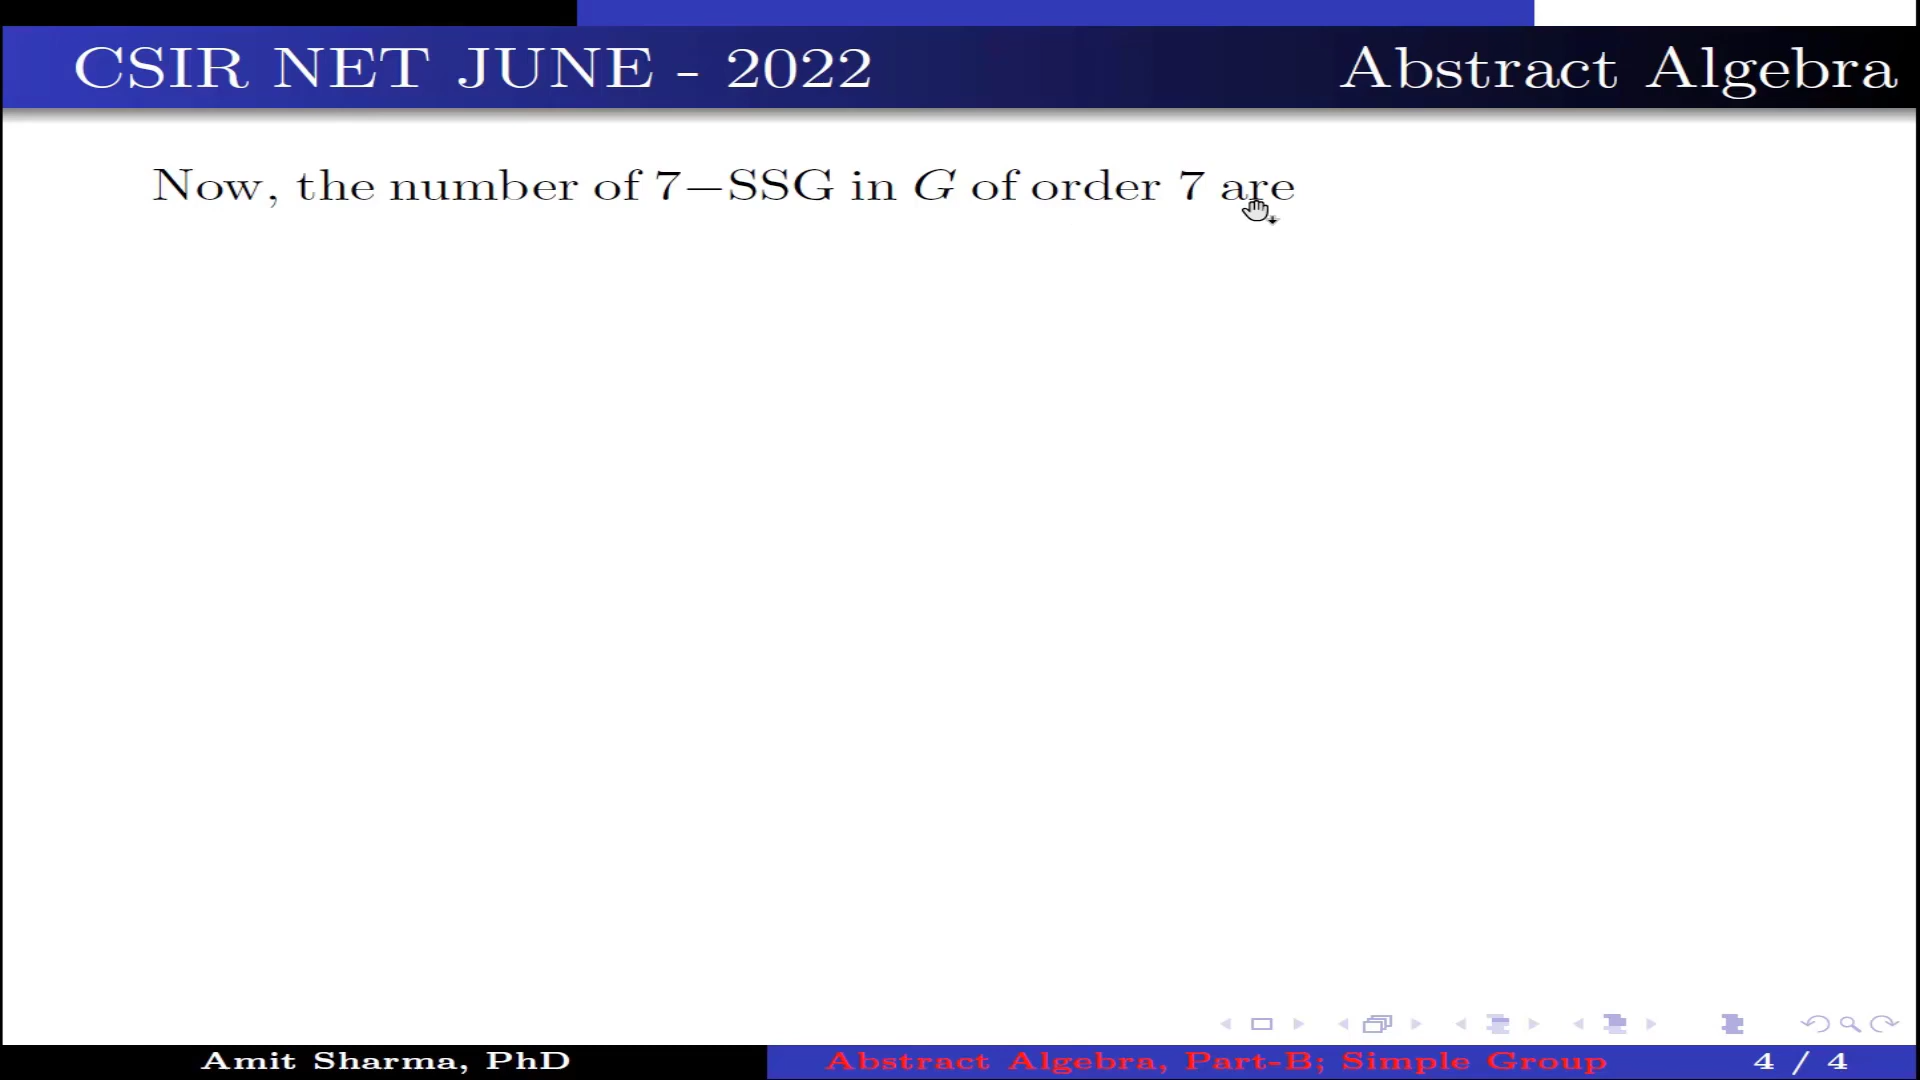 CSIR NET JUNE - 2022 Abstract Algebra
Now, the number of 7−SSG in G of order 7 are
Amit Sharma, PhD Abstract Algebra, Part-B; Simple Group 4 / 4